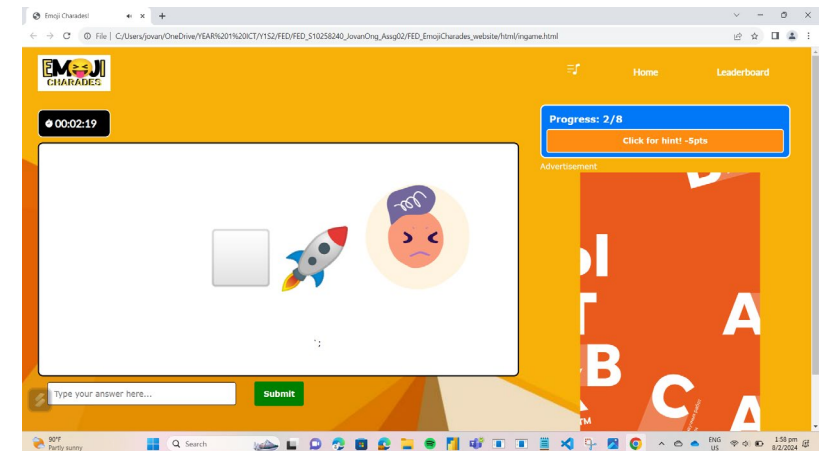 Emoji Charades!
File | C:/Users/jovan/OneDrive/YEAR%201%20ICT/Y1S2/FED/FED_S10258240_JovanOng_Assg02/FED_EmojiCharades_website/html/ingame.html
EMOJI
CHARADES
Home
Leaderboard
00:02:19
Progress: 2/8
Click for hint! -5pts
Advertisement
B
A
B
C
A
TM
Type your answer here...
Submit
90°F
Partly sunny
Search
ENG
US
1:58 pm
8/2/2024